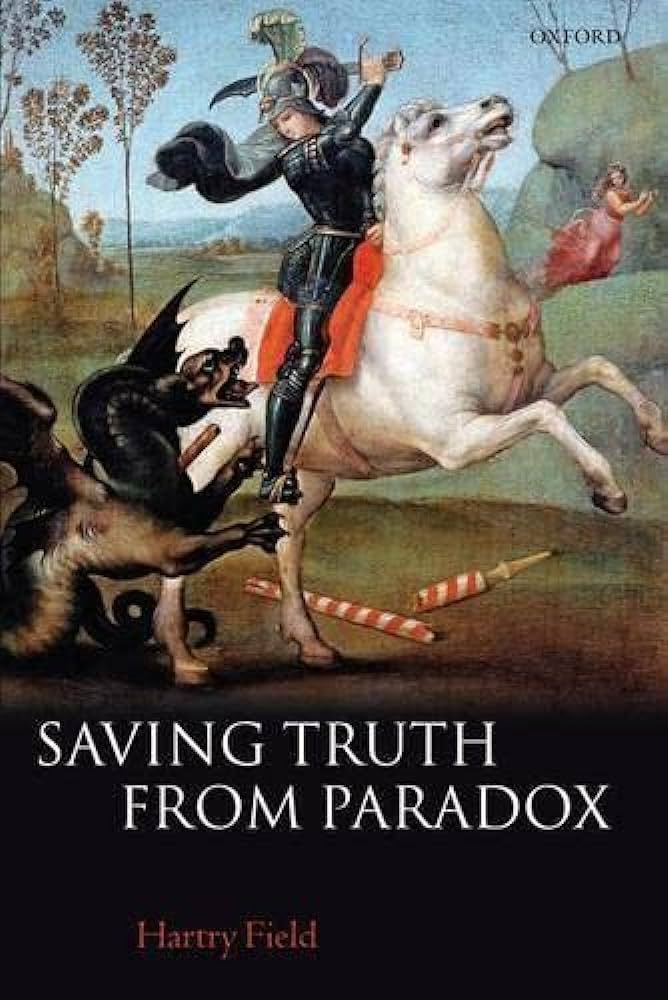 OXFORD
SAVING TRUTH
FROM PARADOX
Hartry Field